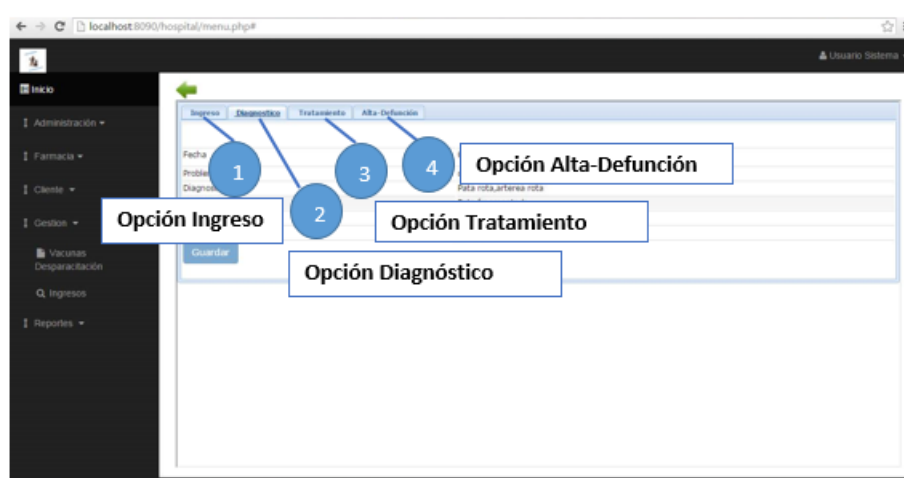 localhost:8090/hospital/menu.php#
Usuario Sistema
Inicio
Administración
Farmacia
Cliente
Gestion
Vacunas
Desparacitación
Ingresos
Reportes
Ingreso Diagnostico Tratamiento Alta-Defunción
Fecha
Pata rota,arterea rota
Guardar
1
2
3
4
Opción Ingreso
Opción Diagnóstico
Opción Tratamiento
Opción Alta-Defunción